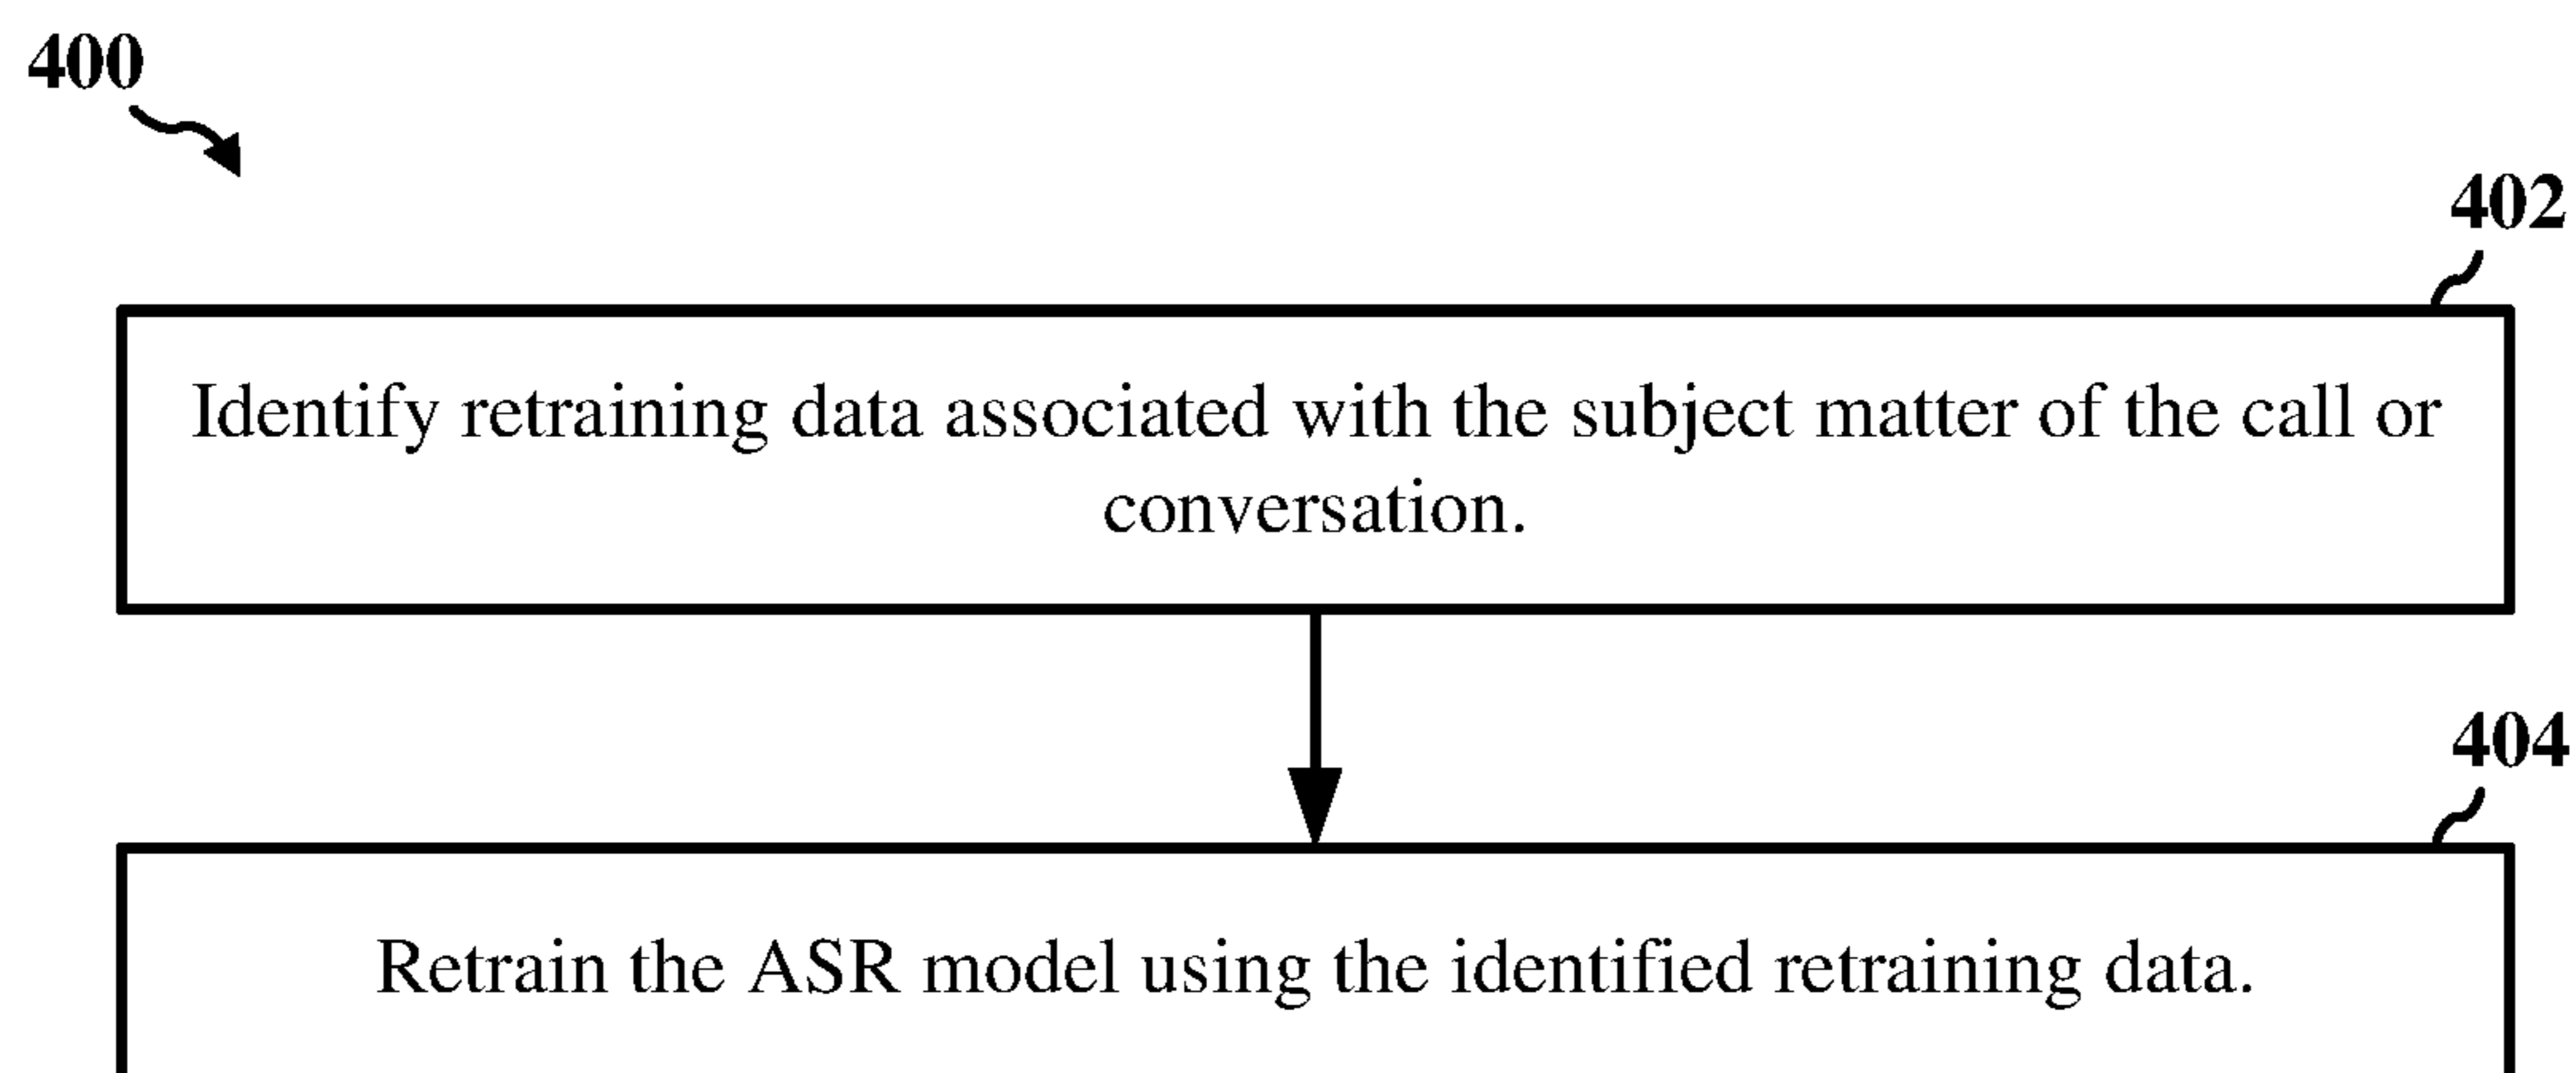 400
402
Identify retraining data associated with the subject matter of the call or
conversation.
404
Retrain the ASR model using the identified retraining data.